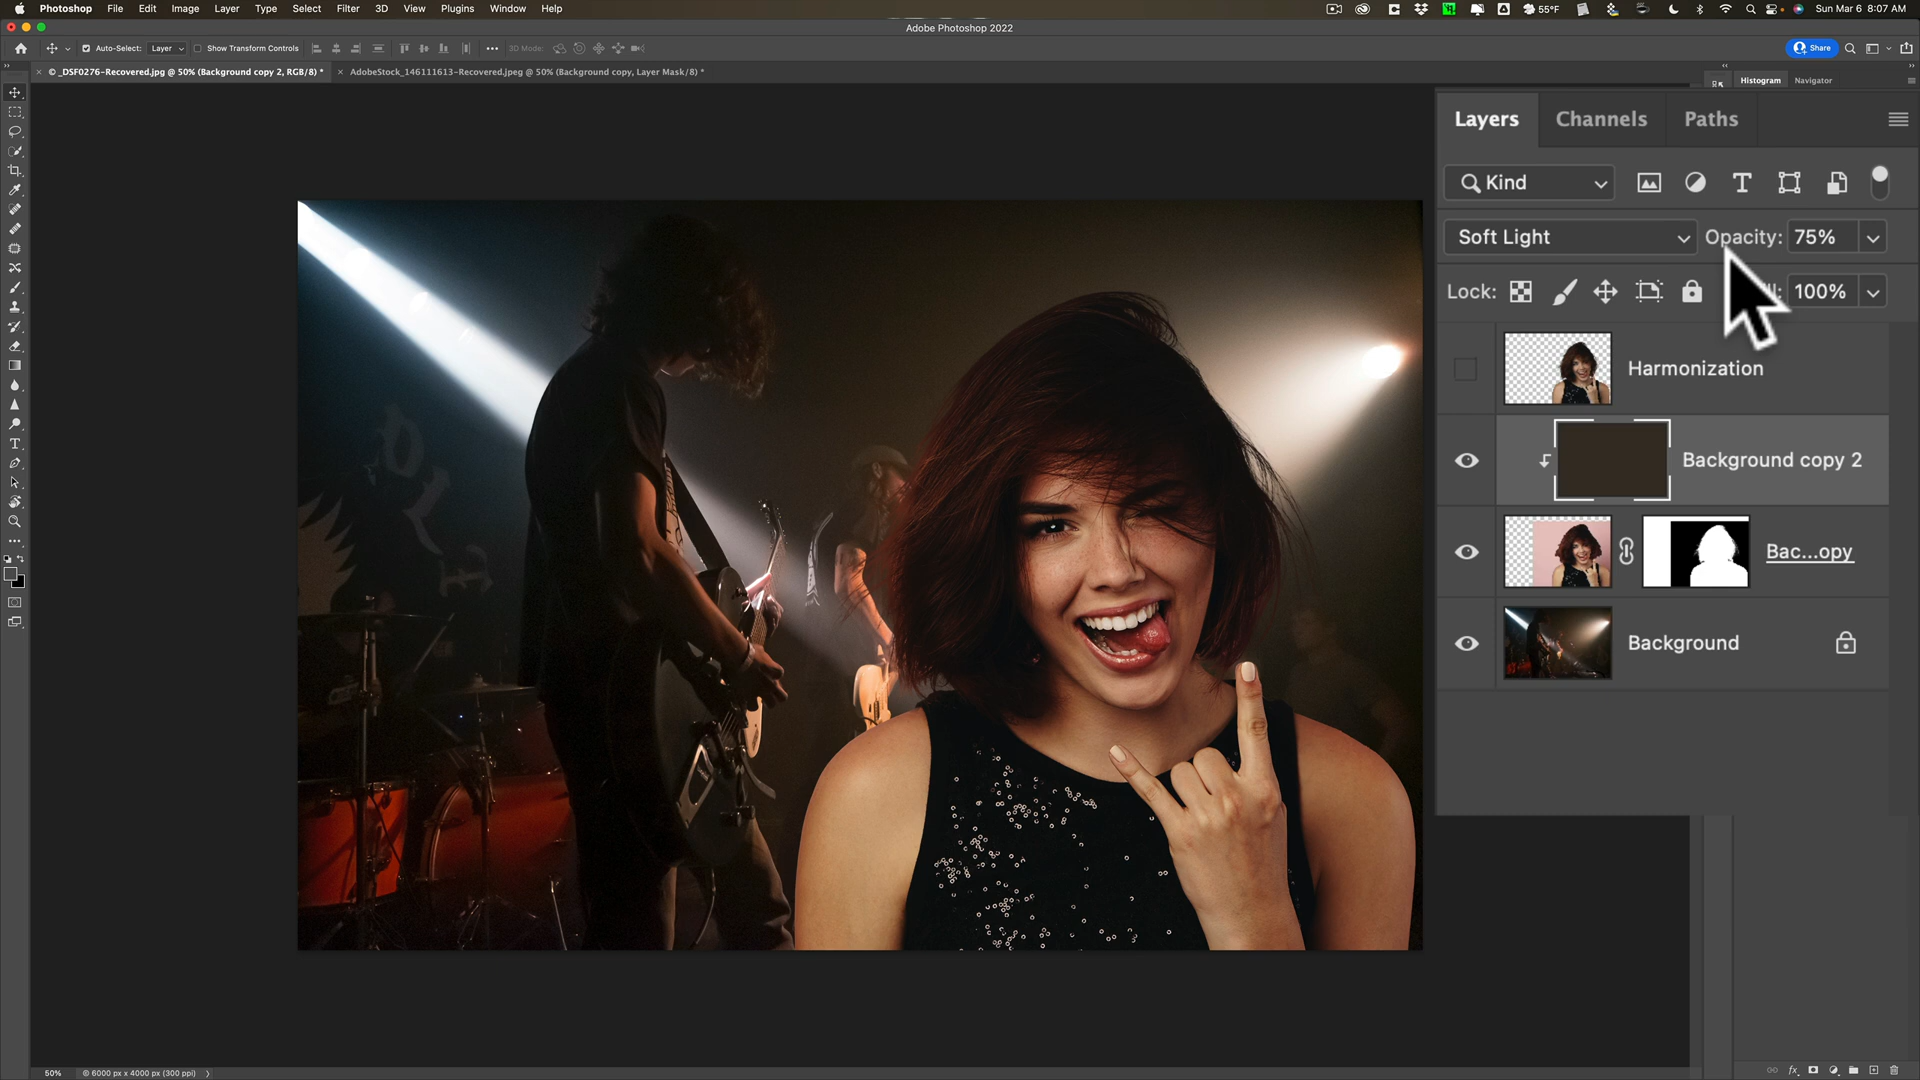 Photoshop File Edit Image Layer Type Select Filter 3D View Plugins Window Help
55°F Sun Mar 6 8:07 AM
Adobe Photoshop 2022
Auto-Select: Layer Show Transform Controls 3D Mode: Share
© _DSF0276-Recovered.jpg @ 50% (Background copy 2, RGB/8) *
AdobeStock_146111613-Recovered.jpeg @ 50% (Background copy, Layer Mask/8) *
Histogram Navigator
Layers Channels Paths
Kind
Soft Light Opacity: 75%
Lock: 100%
Harmonization
Background copy 2
Bac...opy
Background
50% 6000 px x 4000 px (300 ppi)